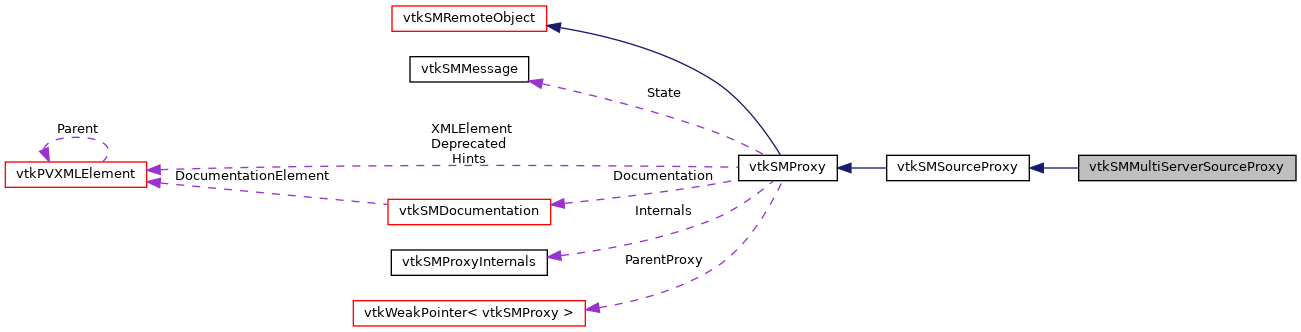 vtkSMRemoteObject
vtkSMMessage
State
Parent
XMLElement
Deprecated
Hints
vtkPVXMLElement
DocumentationElement
Documentation
vtkSMProxy
vtkSMSourceProxy
vtkSMMultiServerSourceProxy
vtkSMDocumentation
Internals
vtkSMProxyInternals
ParentProxy
vtkWeakPointer< vtkSMProxy >